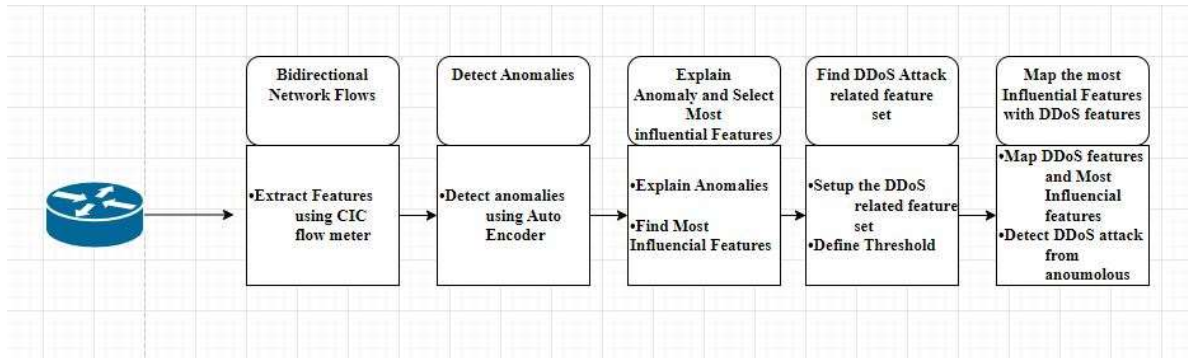 Bidirectional
Network Flows
•Extract Features
using CIC
flow meter
Detect Anomalies
•Detect anomalies
using Auto
Encoder
Explain
Anomaly and Select
Most
influential Features
•Explain Anomalies
•Find Most
Influencial Features
Find DDoS Attack
related feature
set
•Setup the DDoS
related feature
set
•Define Threshold
Map the most
Influential Features
with DDoS features
•Map DDoS features
and Most
Influencial
features
•Detect DDoS attack
from
anoumolous